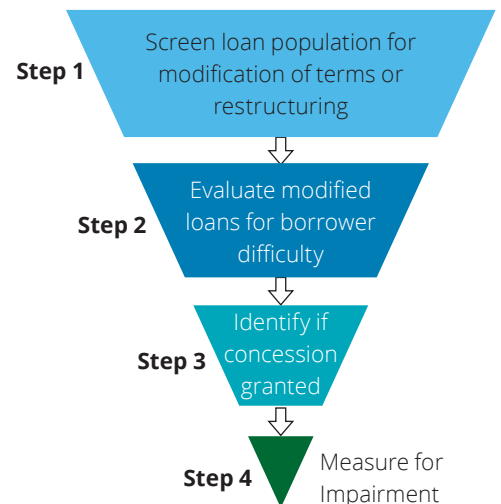 Step 1
Screen loan population for
modification of terms or
restructuring
Step 2
Evaluate modified
loans for borrower
difficulty
Step 3
Identify if
concession
granted
Step 4
Measure for
Impairment